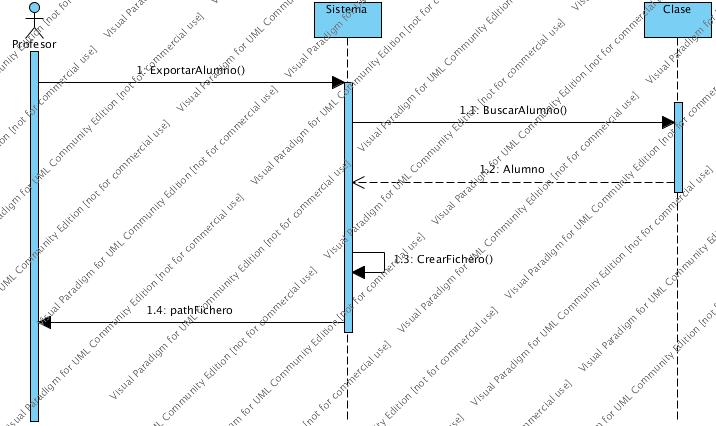 Sistema
Clase
Profesor
1: ExportarAlumno()
1.1: BuscarAlumno()
1.2: Alumno
1.3: CrearFichero()
1.4: pathFichero
Visual Paradigm for UML Community Edition [not for commercial use]